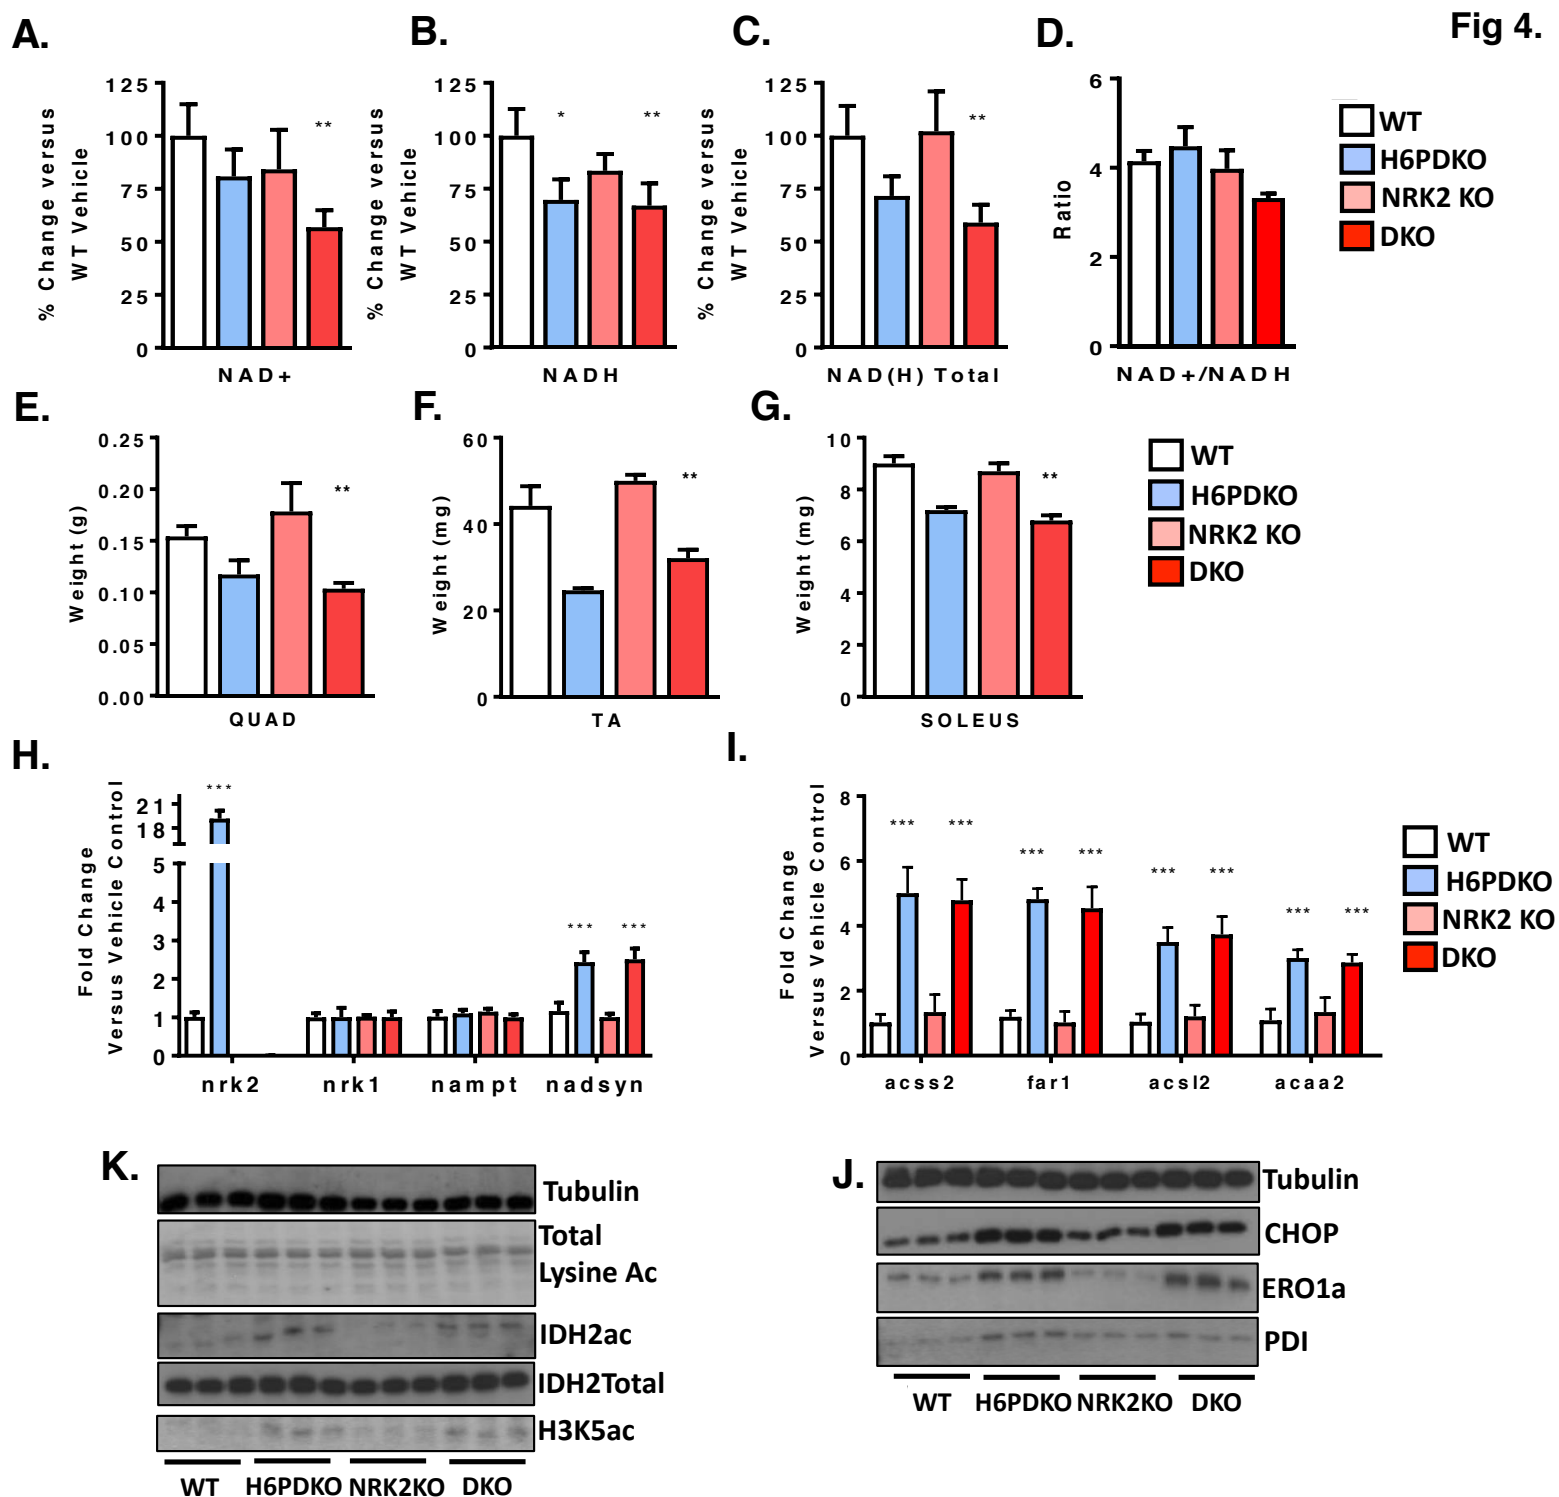 Fig 4.
A.
% Change versus
WT Vehicle
125
100
75
50
25
0
**
NAD+
B.
% Change versus
WT Vehicle
125
100
75
50
25
0
*
**
NADH
C.
% Change versus
WT Vehicle
125
100
75
50
25
0
**
NAD(H) Total
D.
Ratio
6
4
2
0
NAD+/NADH
WT
H6PDKO
NRK2 KO
DKO
E.
Weight (g)
0.25
0.20
0.15
0.10
0.05
0.00
**
QUAD
F.
Weight (mg)
60
40
20
0
**
TA
G.
Weight (mg)
10
8
6
4
2
0
**
SOLEUS
WT
H6PDKO
NRK2 KO
DKO
H.
Fold Change
Versus Vehicle Control
21
18
5
4
3
2
1
0
***
***
***
nrk2
nrk1
nampt
nadsyn
I.
Fold Change
Versus Vehicle Control
8
6
4
2
0
***
***
***
***
***
***
***
***
acss2
far1
acsl2
acaa2
WT
H6PDKO
NRK2 KO
DKO
K.
Tubulin
Total
Lysine Ac
IDH2ac
IDH2Total
H3K5ac
WT
H6PDKO
NRK2KO
DKO
J.
Tubulin
CHOP
ERO1a
PDI
WT
H6PDKO
NRK2KO
DKO